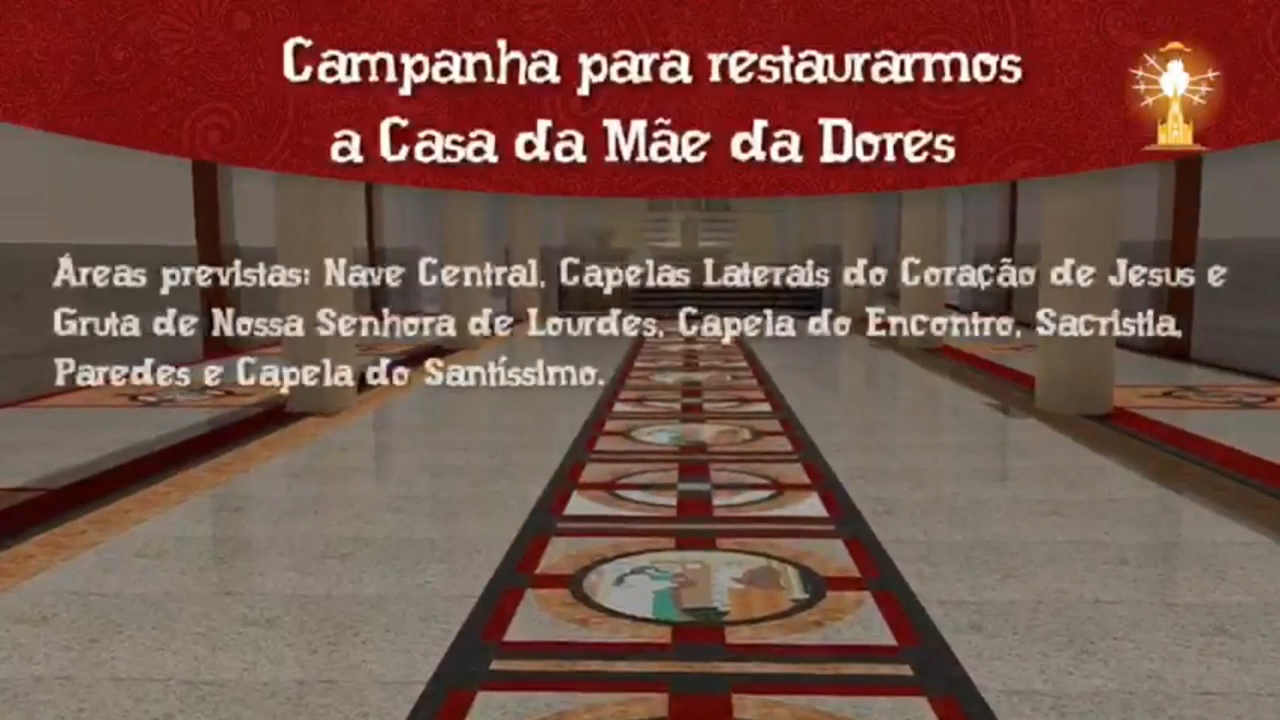 Campanha para restaurarmos
a Casa da Mãe da Dores
Áreas previstas: Nave Central, Capelas Laterais do Coração de Jesus e
Gruta de Nossa Senhora de Lourdes, Capela do Encontro, Sacristia,
Paredes e Capela do Santíssimo.